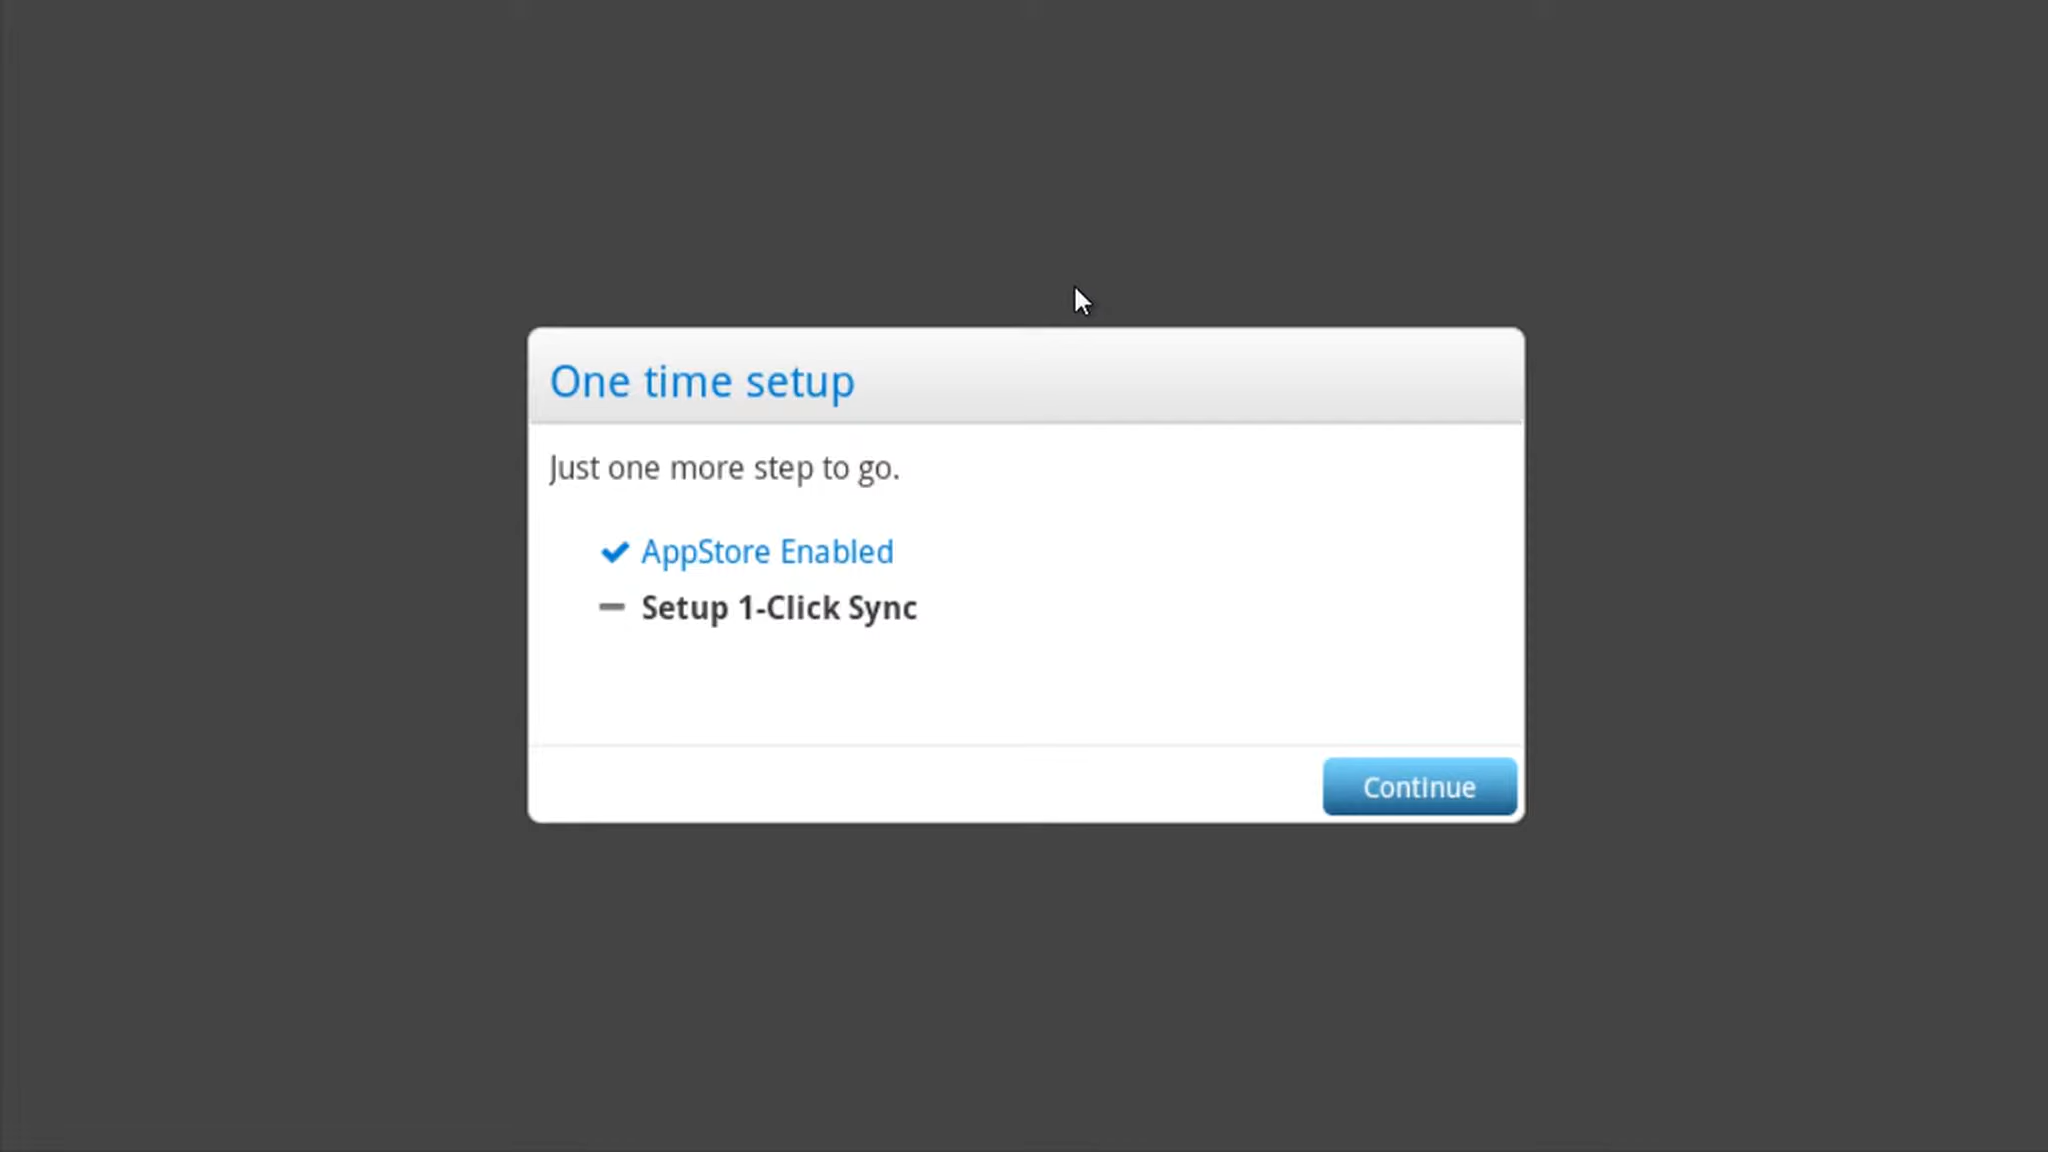 One time setup
Just one more step to go.
AppStore Enabled
Setup 1-Click Sync
Continue